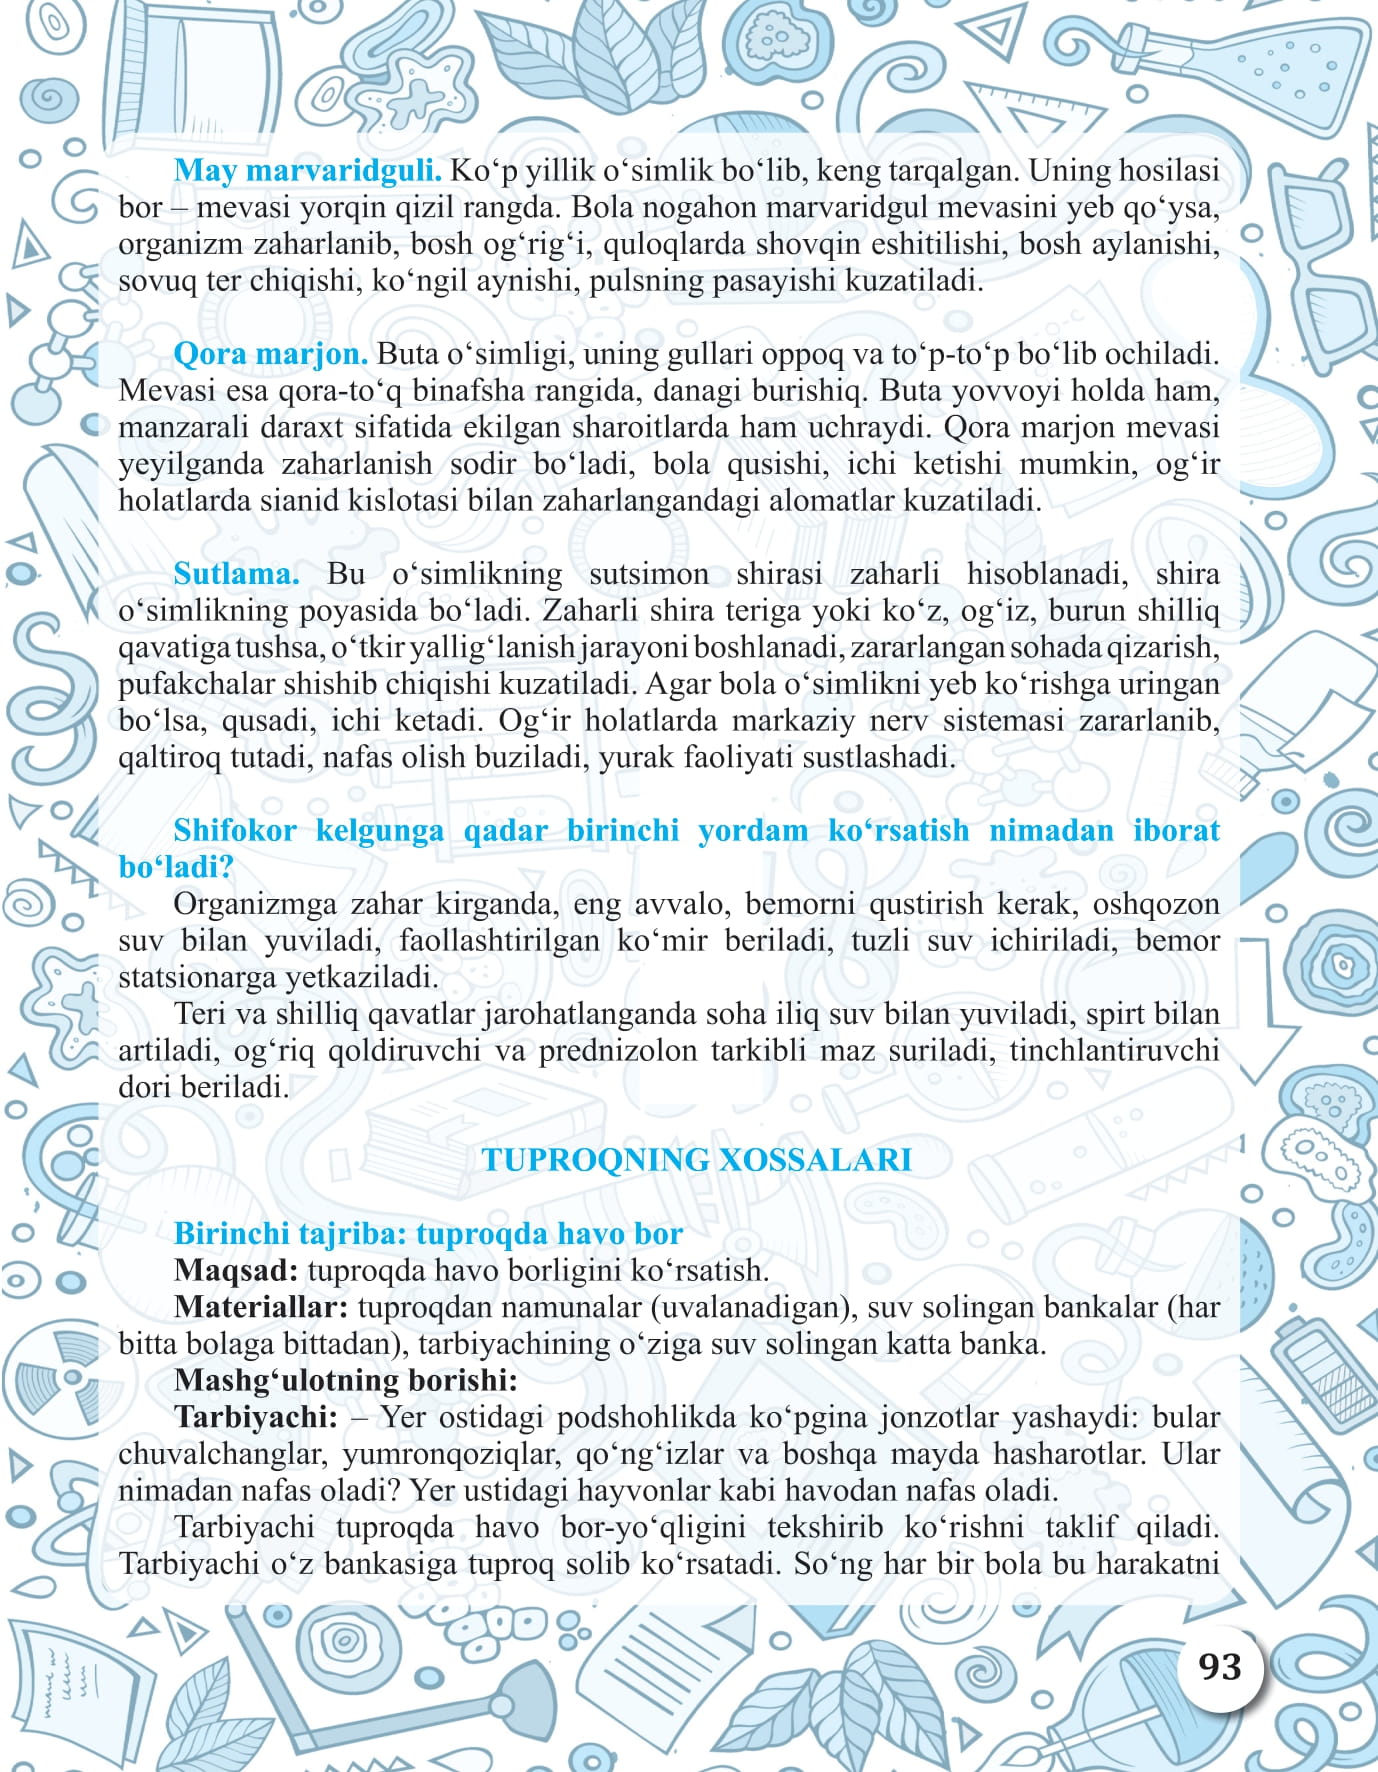 May marvaridguli. Ko‘p yillik o‘simlik bo‘lib, keng tarqalgan. Uning hosilasi
bor – mevasi yorqin qizil rangda. Bola nogahon marvaridgul mevasini yeb qo‘ysa,
organizm zaharlanib, bosh og‘rig‘i, quloqlarda shovqin eshitilishi, bosh aylanishi,
sovuq ter chiqishi, ko‘ngil aynishi, pulsning pasayishi kuzatiladi.
Qora marjon. Buta o‘simligi, uning gullari oppoq va to‘p-to‘p bo‘lib ochiladi.
Mevasi esa qora-to‘q binafsha rangida, danagi burishiq. Buta yovvoyi holda ham,
manzarali daraxt sifatida ekilgan sharoitlarda ham uchraydi. Qora marjon mevasi
yeyilganda zaharlanish sodir bo‘ladi, bola qusishi, ichi ketishi mumkin, og‘ir
holatlarda sianid kislotasi bilan zaharlangandagi alomatlar kuzatiladi.
Sutlama. Bu o‘simlikning sutsimon shirasi zaharli hisoblanadi, shira
o‘simlikning poyasida bo‘ladi. Zaharli shira teriga yoki ko‘z, og‘iz, burun shilliq
qavatiga tushsa, o‘tkir yallig‘lanish jarayoni boshlanadi, zararlangan sohada qizarish,
pufakchalar shishib chiqishi kuzatiladi. Agar bola o‘simlikni yeb ko‘rishga uringan
bo‘lsa, qusadi, ichi ketadi. Og‘ir holatlarda markaziy nerv sistemasi zararlanib,
qaltiroq tutadi, nafas olish buziladi, yurak faoliyati sustlashadi.
Shifokor kelgunga qadar birinchi yordam ko‘rsatish nimadan iborat
bo‘ladi?
Organizmga zahar kirganda, eng avvalo, bemorni qustirish kerak, oshqozon
suv bilan yuviladi, faollashtirilgan ko‘mir beriladi, tuzli suv ichiriladi, bemor
statsionarga yetkaziladi.
Teri va shilliq qavatlar jarohatlanganda soha iliq suv bilan yuviladi, spirt bilan
artiladi, og‘riq qoldiruvchi va prednizolon tarkibli maz suriladi, tinchlantiruvchi
dori beriladi.
TUPROQNING XOSSALARI
Birinchi tajriba: tuproqda havo bor
Maqsad: tuproqda havo borligini ko‘rsatish.
Materiallar: tuproqdan namunalar (uvalanadigan), suv solingan bankalar (har
bitta bolaga bittadan), tarbiyachining o‘ziga suv solingan katta banka.
Mashg‘ulotning borishi:
Tarbiyachi: – Yer ostidagi podshohlikda ko‘pgina jonzotlar yashaydi: bular
chuvalchanglar, yumronqoziqlar, qo‘ng‘izlar va boshqa mayda hasharotlar. Ular
nimadan nafas oladi? Yer ustidagi hayvonlar kabi havodan nafas oladi.
Tarbiyachi tuproqda havo bor-yo‘qligini tekshirib ko‘rishni taklif qiladi.
Tarbiyachi o‘z bankasiga tuproq solib ko‘rsatadi. So‘ng har bir bola bu harakatni
93